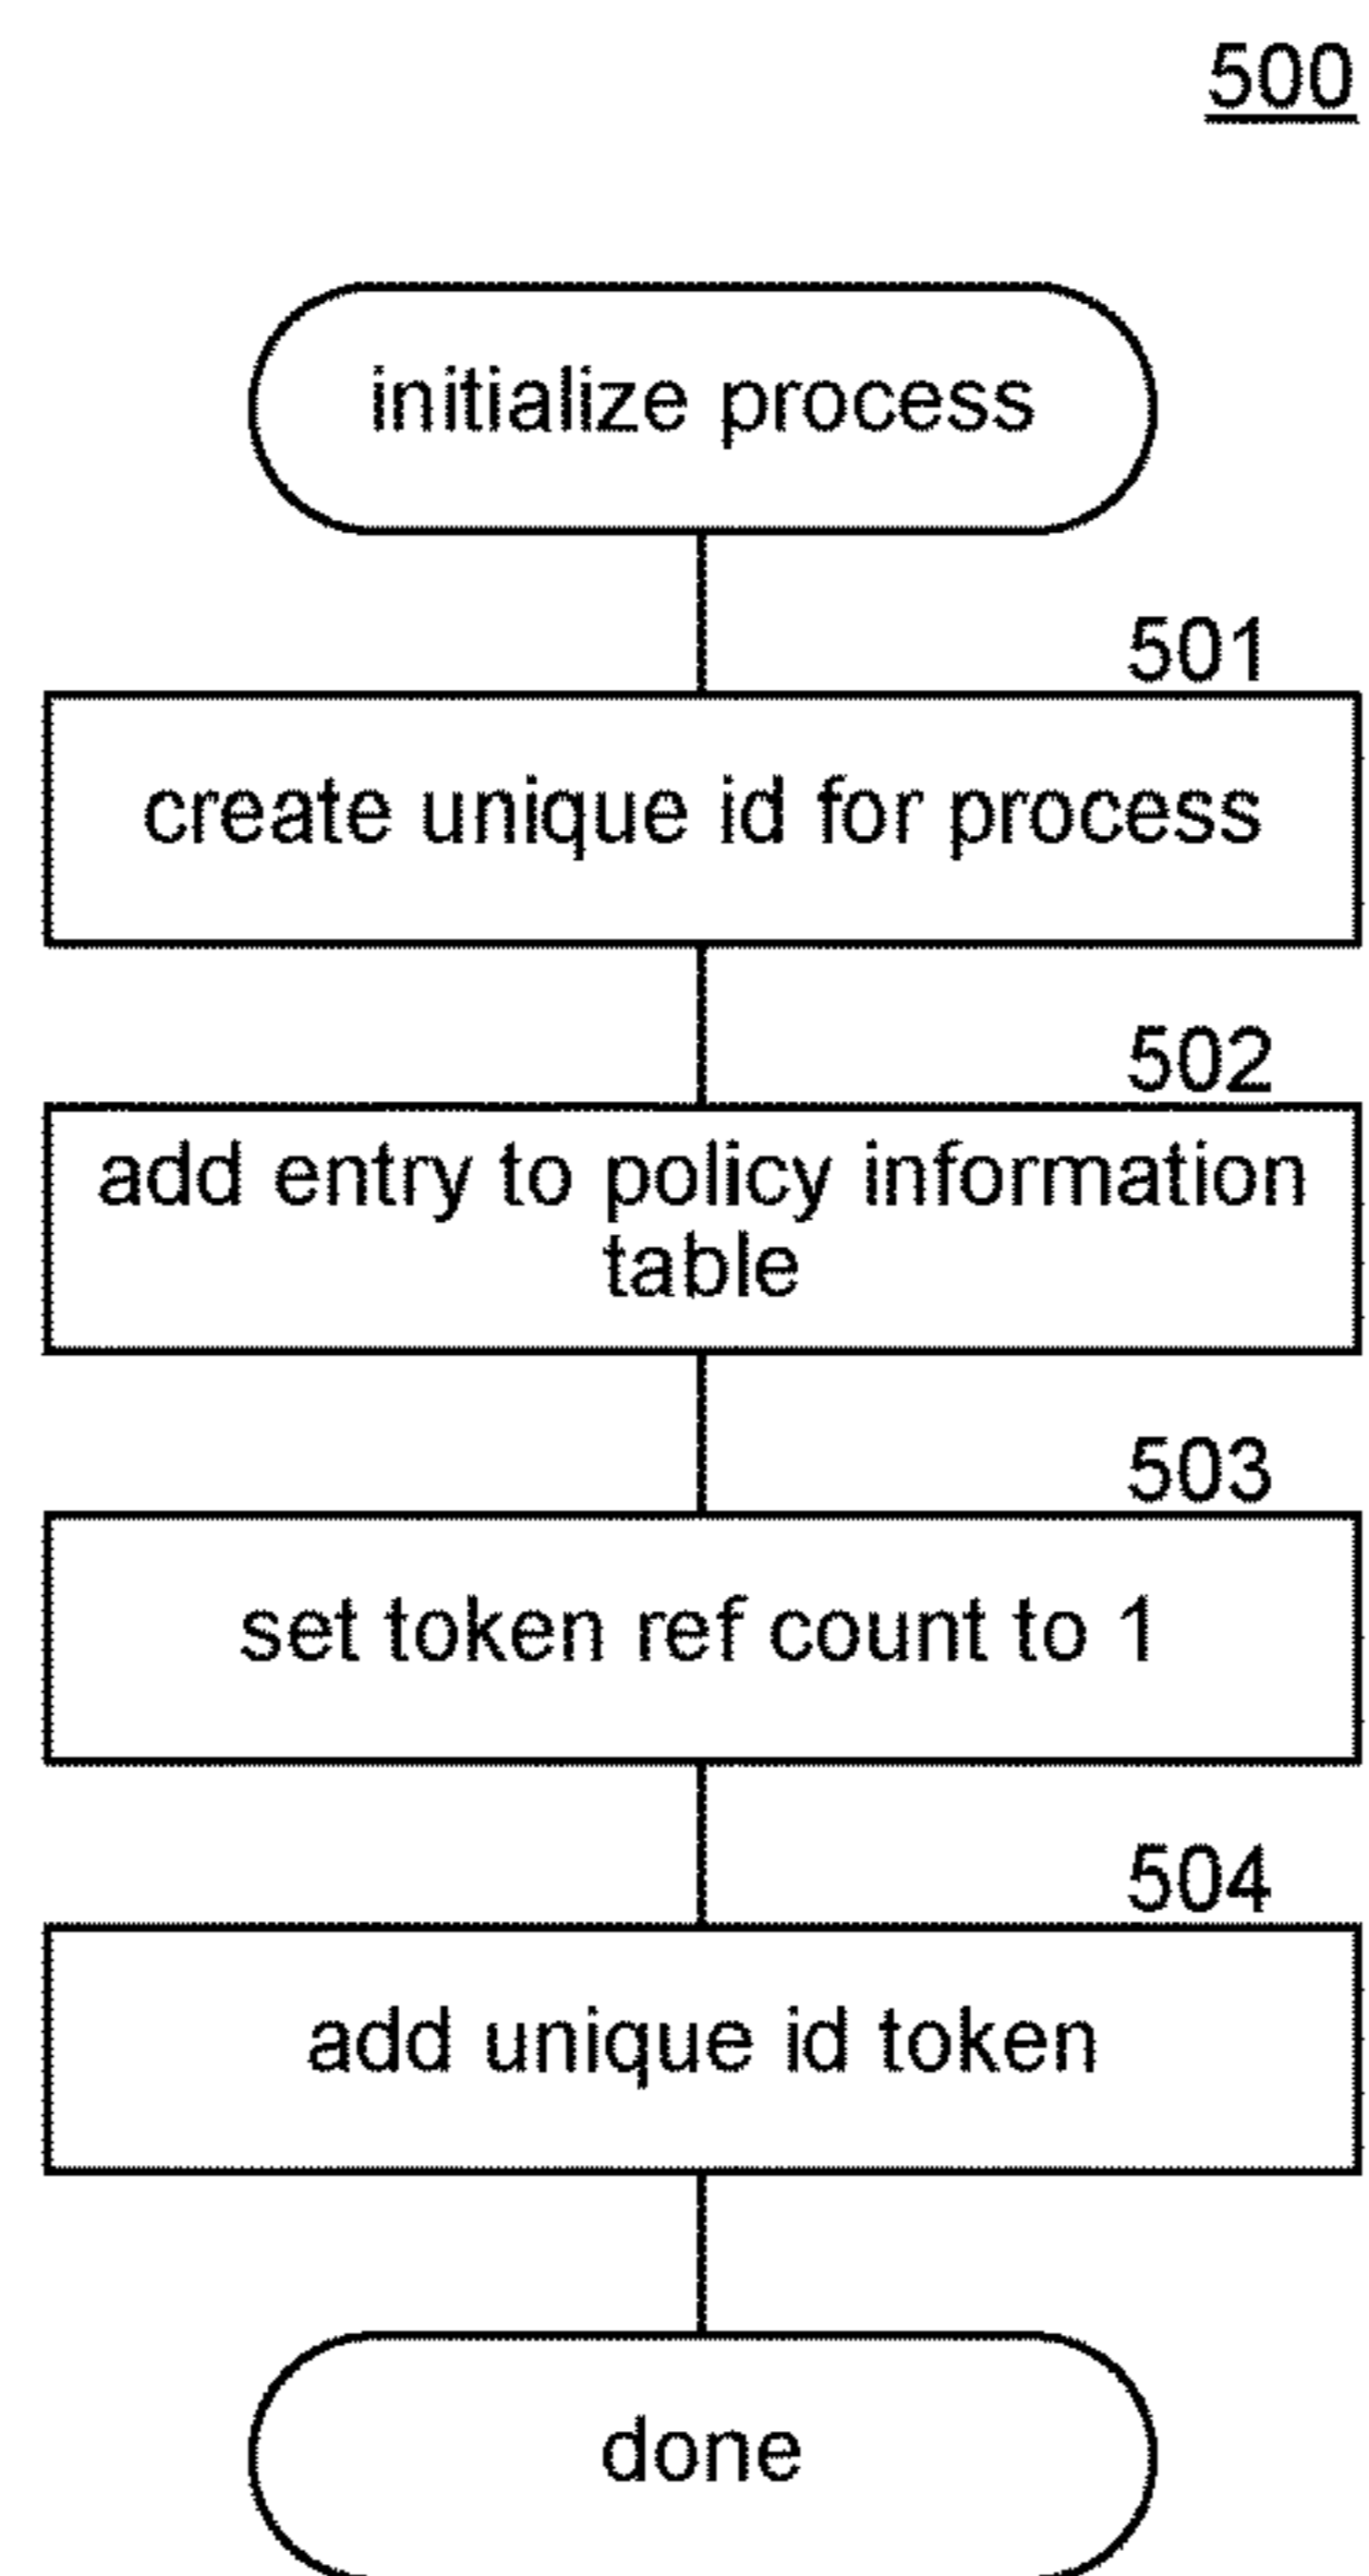 500
initialize process
501
create unique id for process
502
add entry to policy information
table
503
set token ref count to 1
504
add unique id token
done